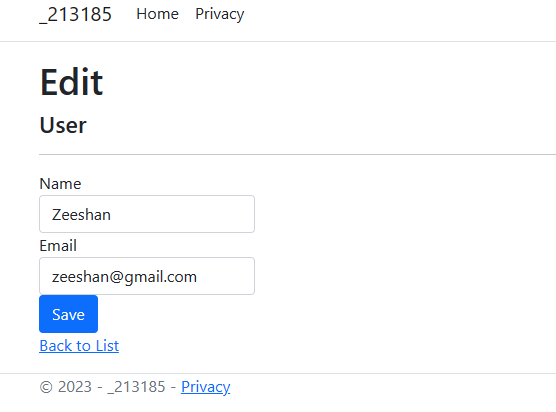 _213185 Home Privacy
Edit
User
Name
Zeeshan
Email
zeeshan@gmail.com
Save
Back to List
© 2023 - _213185 - Privacy